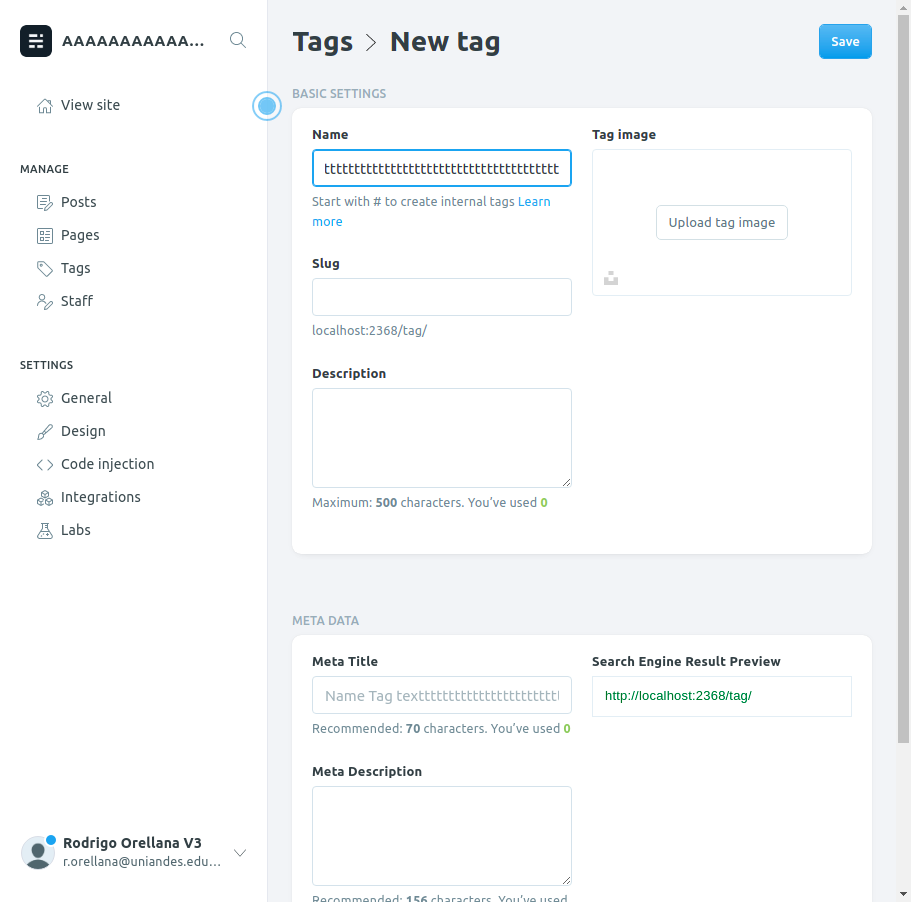 AAAAAAAAAAAA...
Tags > New tag
Save
View site
BASIC SETTINGS
Name
Tag image
Start with # to create internal tags Learn
more
Upload tag image
Slug
localhost:2368/tag/
Description
Maximum: 500 characters. You’ve used 0
MANAGE
Posts
Pages
Tags
Staff
SETTINGS
General
Design
Code injection
Integrations
Labs
META DATA
Meta Title
Search Engine Result Preview
http://localhost:2368/tag/
Recommended: 70 characters. You’ve used 0
Meta Description
Recommended: 156 characters. You’ve used
Rodrigo Orellana V3
r.orellana@uniandes.edu...